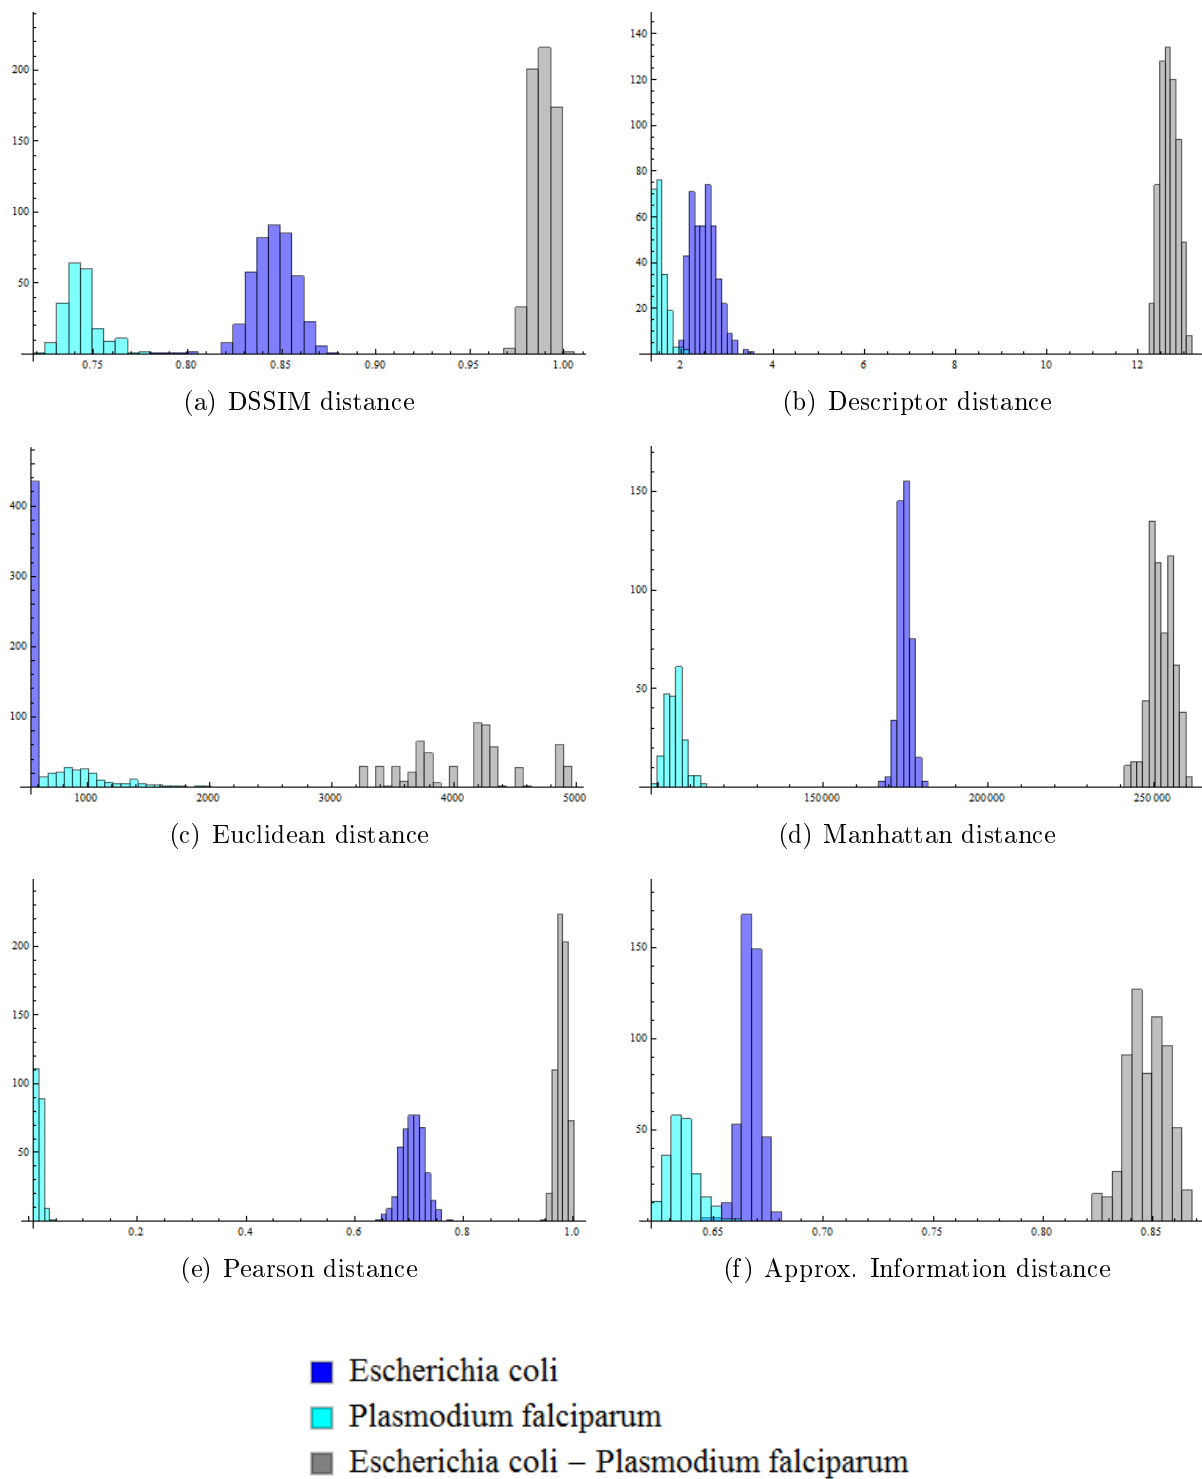 200
150
100
50
0.75 0.80 0.85 0.90 0.95 1.00
(a) DSSIM distance
140
120
100
80
60
40
20
2 4 6 8 10 12
(b) Descriptor distance
400
300
200
100
1000 2000 3000 4000 5000
(c) Euclidean distance
150
100
50
150000 200000 250000
(d) Manhattan distance
200
150
100
50
0.2 0.4 0.6 0.8 1.0
(e) Pearson distance
150
100
50
0.65 0.70 0.75 0.80 0.85
(f) Approx. Information distance
Escherichia coli
Plasmodium falciparum
Escherichia coli – Plasmodium falciparum